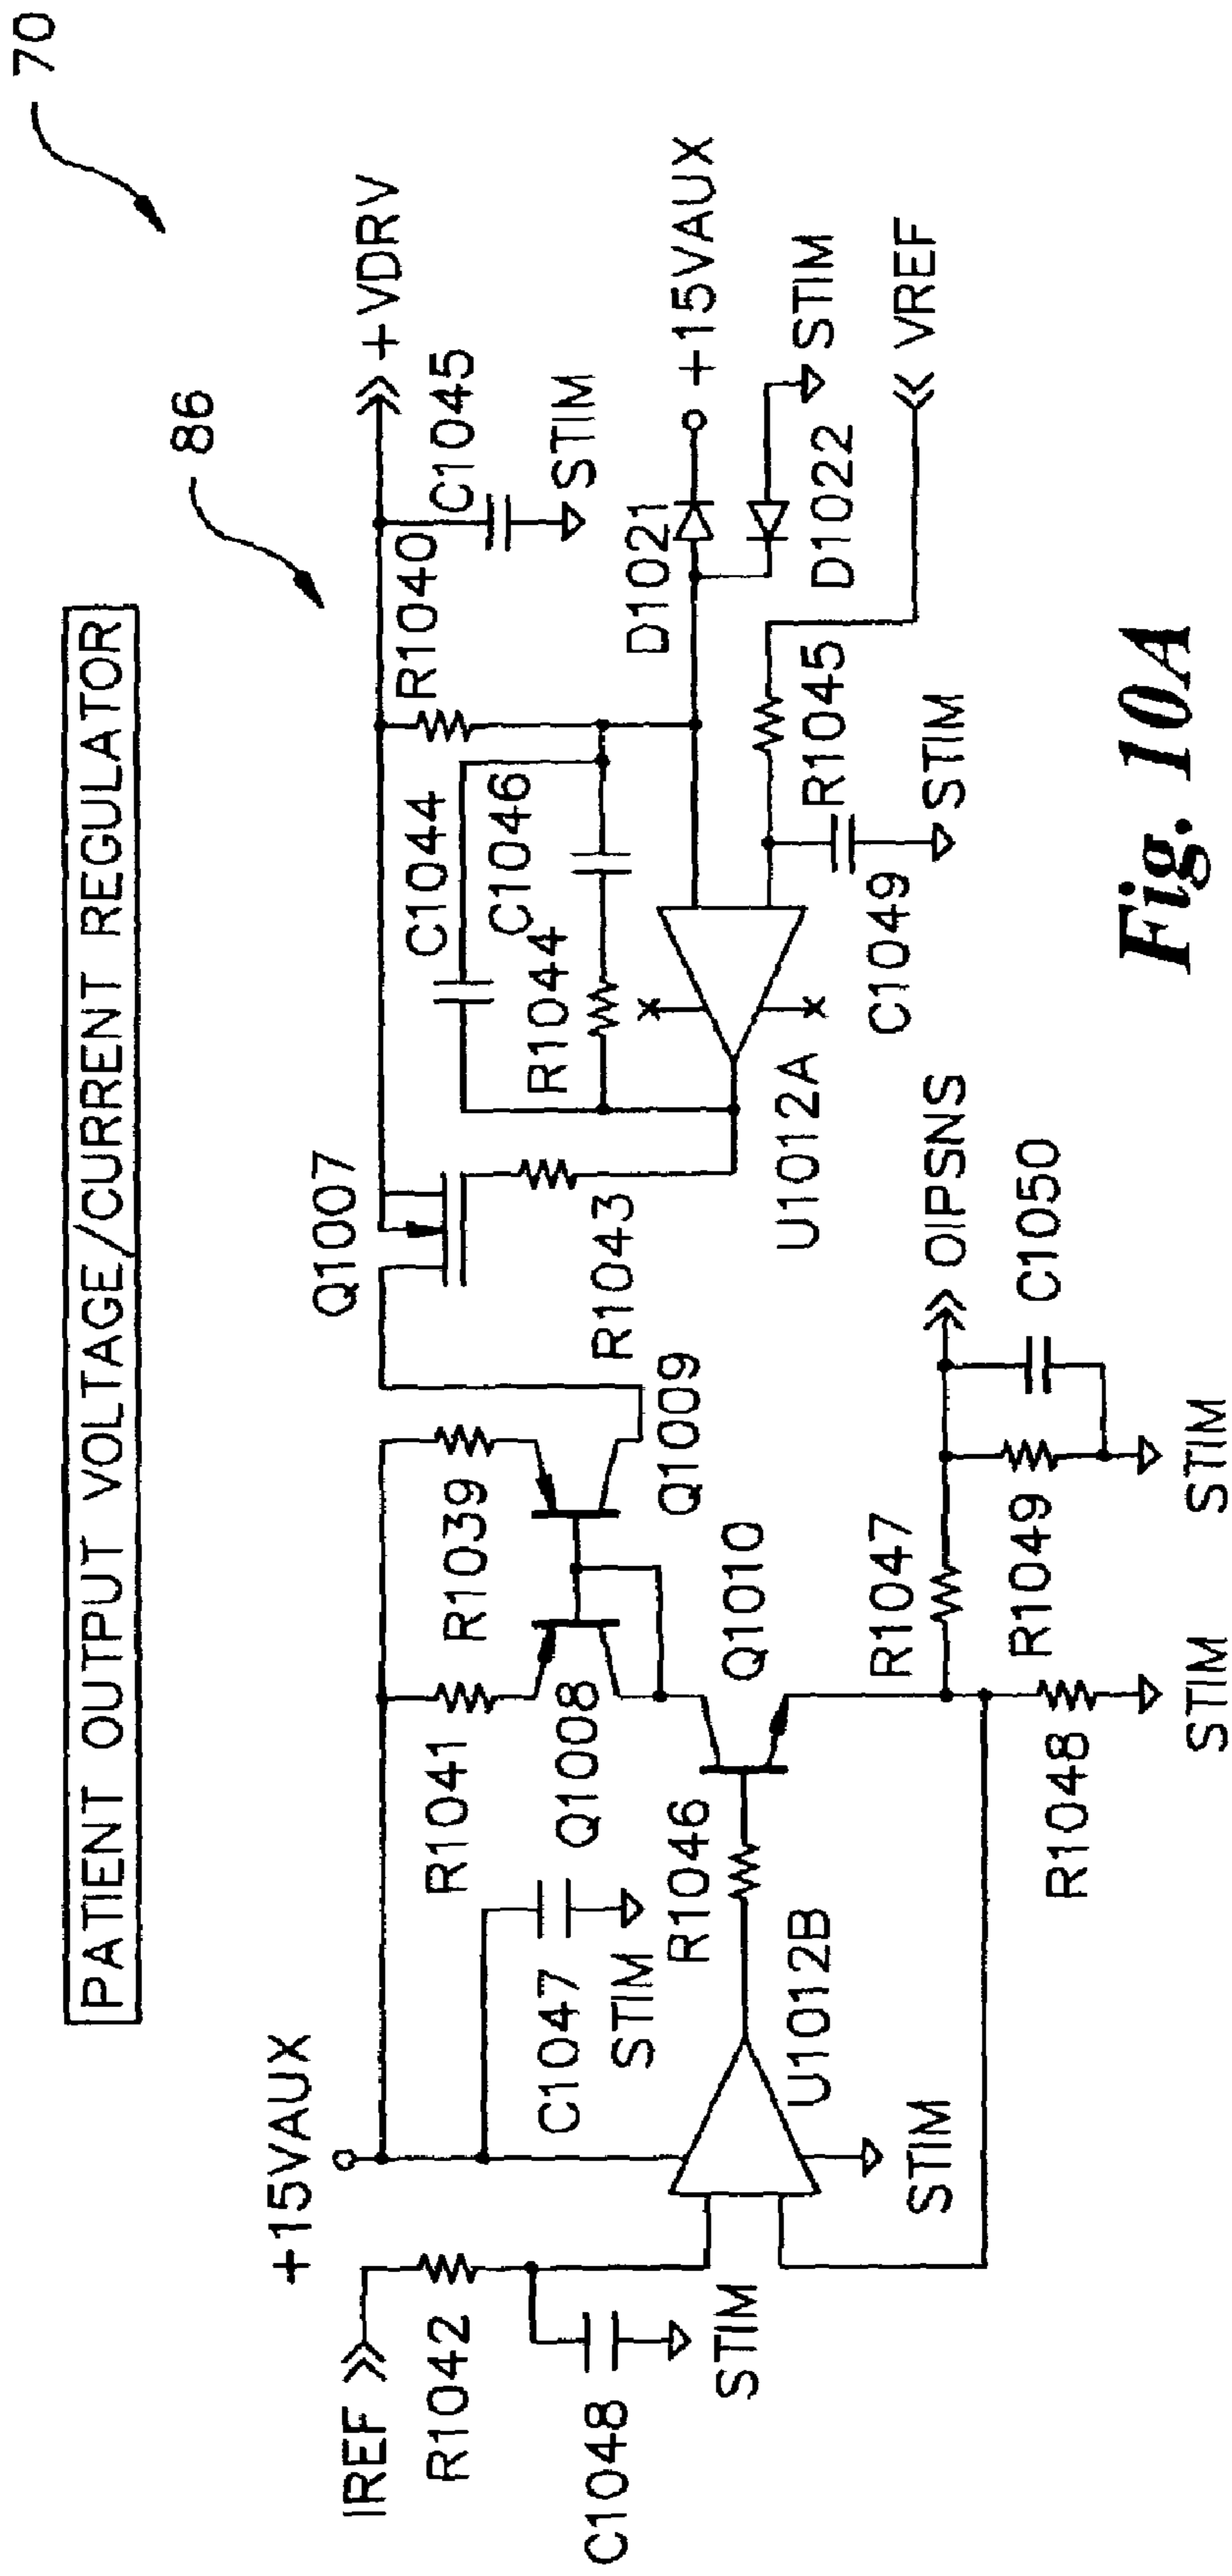 70
PATIENT OUTPUT VOLTAGE/CURRENT REGULATOR
86
+15VAUX
IREF
R1042
C1048
STIM
C1047
STIM
U1012B
STIM
R1041
Q1008
R1039
Q1009
R1046
Q1010
R1047
R1048
STIM
R1049
STIM
C1050
OIPSNS
Q1007
R1043
U1012A
C1044
C1046
R1044
R1040
+VDRV
C1045
STIM
D1021
+15VAUX
D1022
STIM
VREF
R1045
C1049
STIM
Fig. 10A